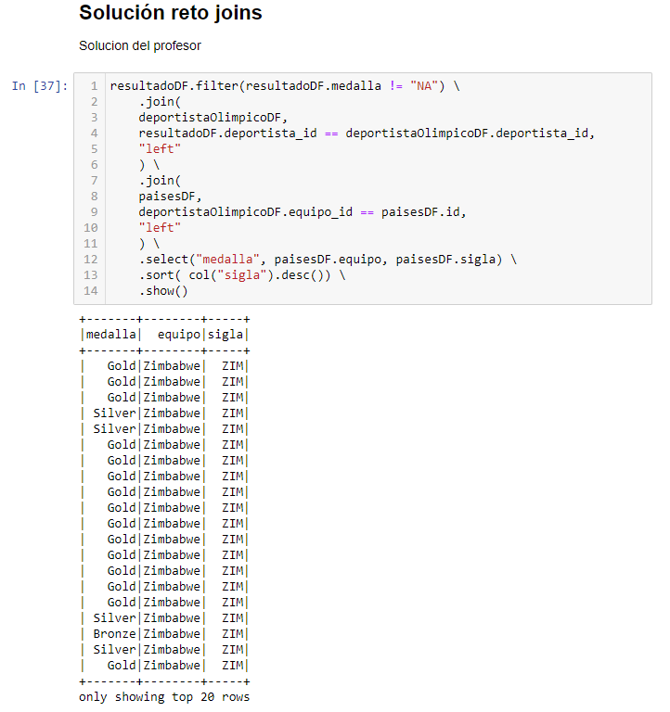 Solución reto joins
Solucion del profesor
In [37]:
1 resultadoDF.filter(resultadoDF.medalla != "NA") \
2     .join(
3     deportistaOlimpicoDF,
4     resultadoDF.deportista_id == deportistaOlimpicoDF.deportista_id,
5     "left"
6     ) \
7     .join(
8     paisesDF,
9     deportistaOlimpicoDF.equipo_id == paisesDF.id,
10     "left"
11     ) \
12     .select("medalla", paisesDF.equipo, paisesDF.sigla) \
13     .sort( col("sigla").desc()) \
14     .show()
+-------+--------+-----+
|medalla|  equipo|sigla|
+-------+--------+-----+
|   Gold|Zimbabwe|  ZIM|
|   Gold|Zimbabwe|  ZIM|
|   Gold|Zimbabwe|  ZIM|
| Silver|Zimbabwe|  ZIM|
| Silver|Zimbabwe|  ZIM|
|   Gold|Zimbabwe|  ZIM|
|   Gold|Zimbabwe|  ZIM|
|   Gold|Zimbabwe|  ZIM|
|   Gold|Zimbabwe|  ZIM|
|   Gold|Zimbabwe|  ZIM|
|   Gold|Zimbabwe|  ZIM|
|   Gold|Zimbabwe|  ZIM|
|   Gold|Zimbabwe|  ZIM|
|   Gold|Zimbabwe|  ZIM|
|   Gold|Zimbabwe|  ZIM|
|   Gold|Zimbabwe|  ZIM|
| Silver|Zimbabwe|  ZIM|
| Bronze|Zimbabwe|  ZIM|
| Silver|Zimbabwe|  ZIM|
|   Gold|Zimbabwe|  ZIM|
+-------+--------+-----+
only showing top 20 rows